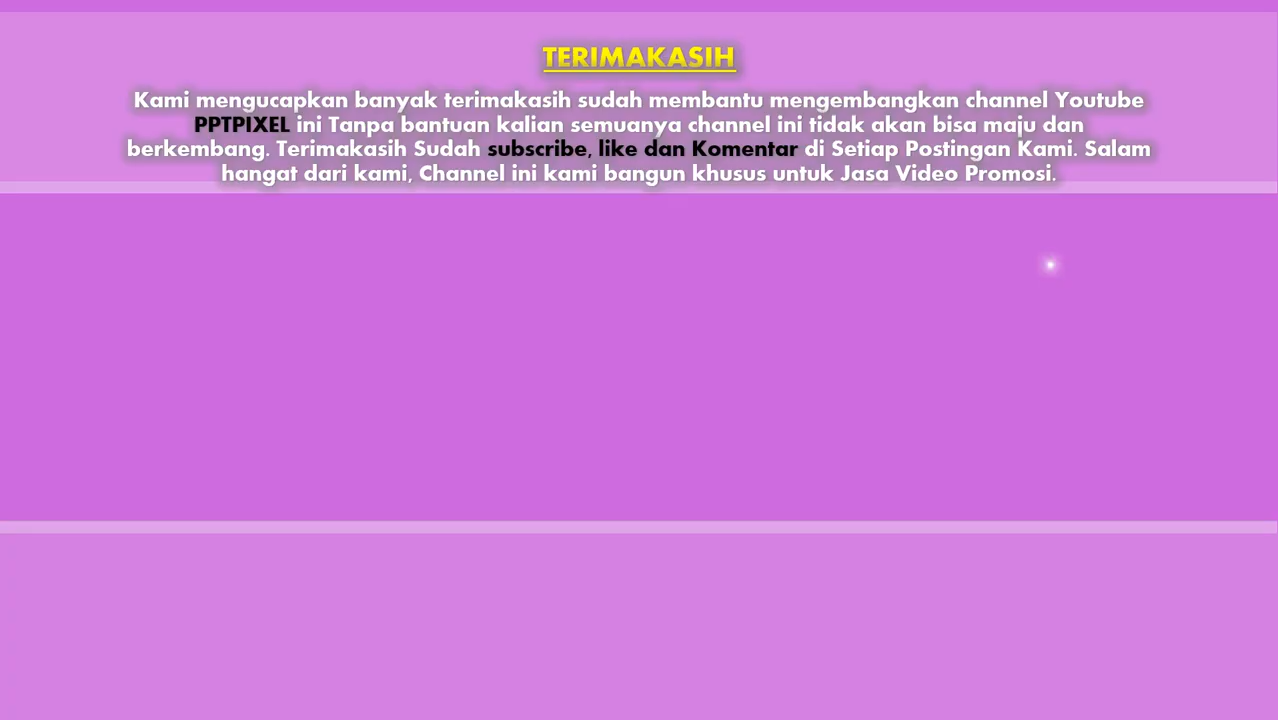 TERIMAKASIH
Kami mengucapkan banyak terimakasih sudah membantu mengembangkan channel Youtube
PPTPIXEL ini Tanpa bantuan kalian semuanya channel ini tidak akan bisa maju dan
berkembang. Terimakasih Sudah subscribe, like dan Komentar di Setiap Postingan Kami. Salam
hangat dari kami, Channel ini kami bangun khusus untuk Jasa Video Promosi.